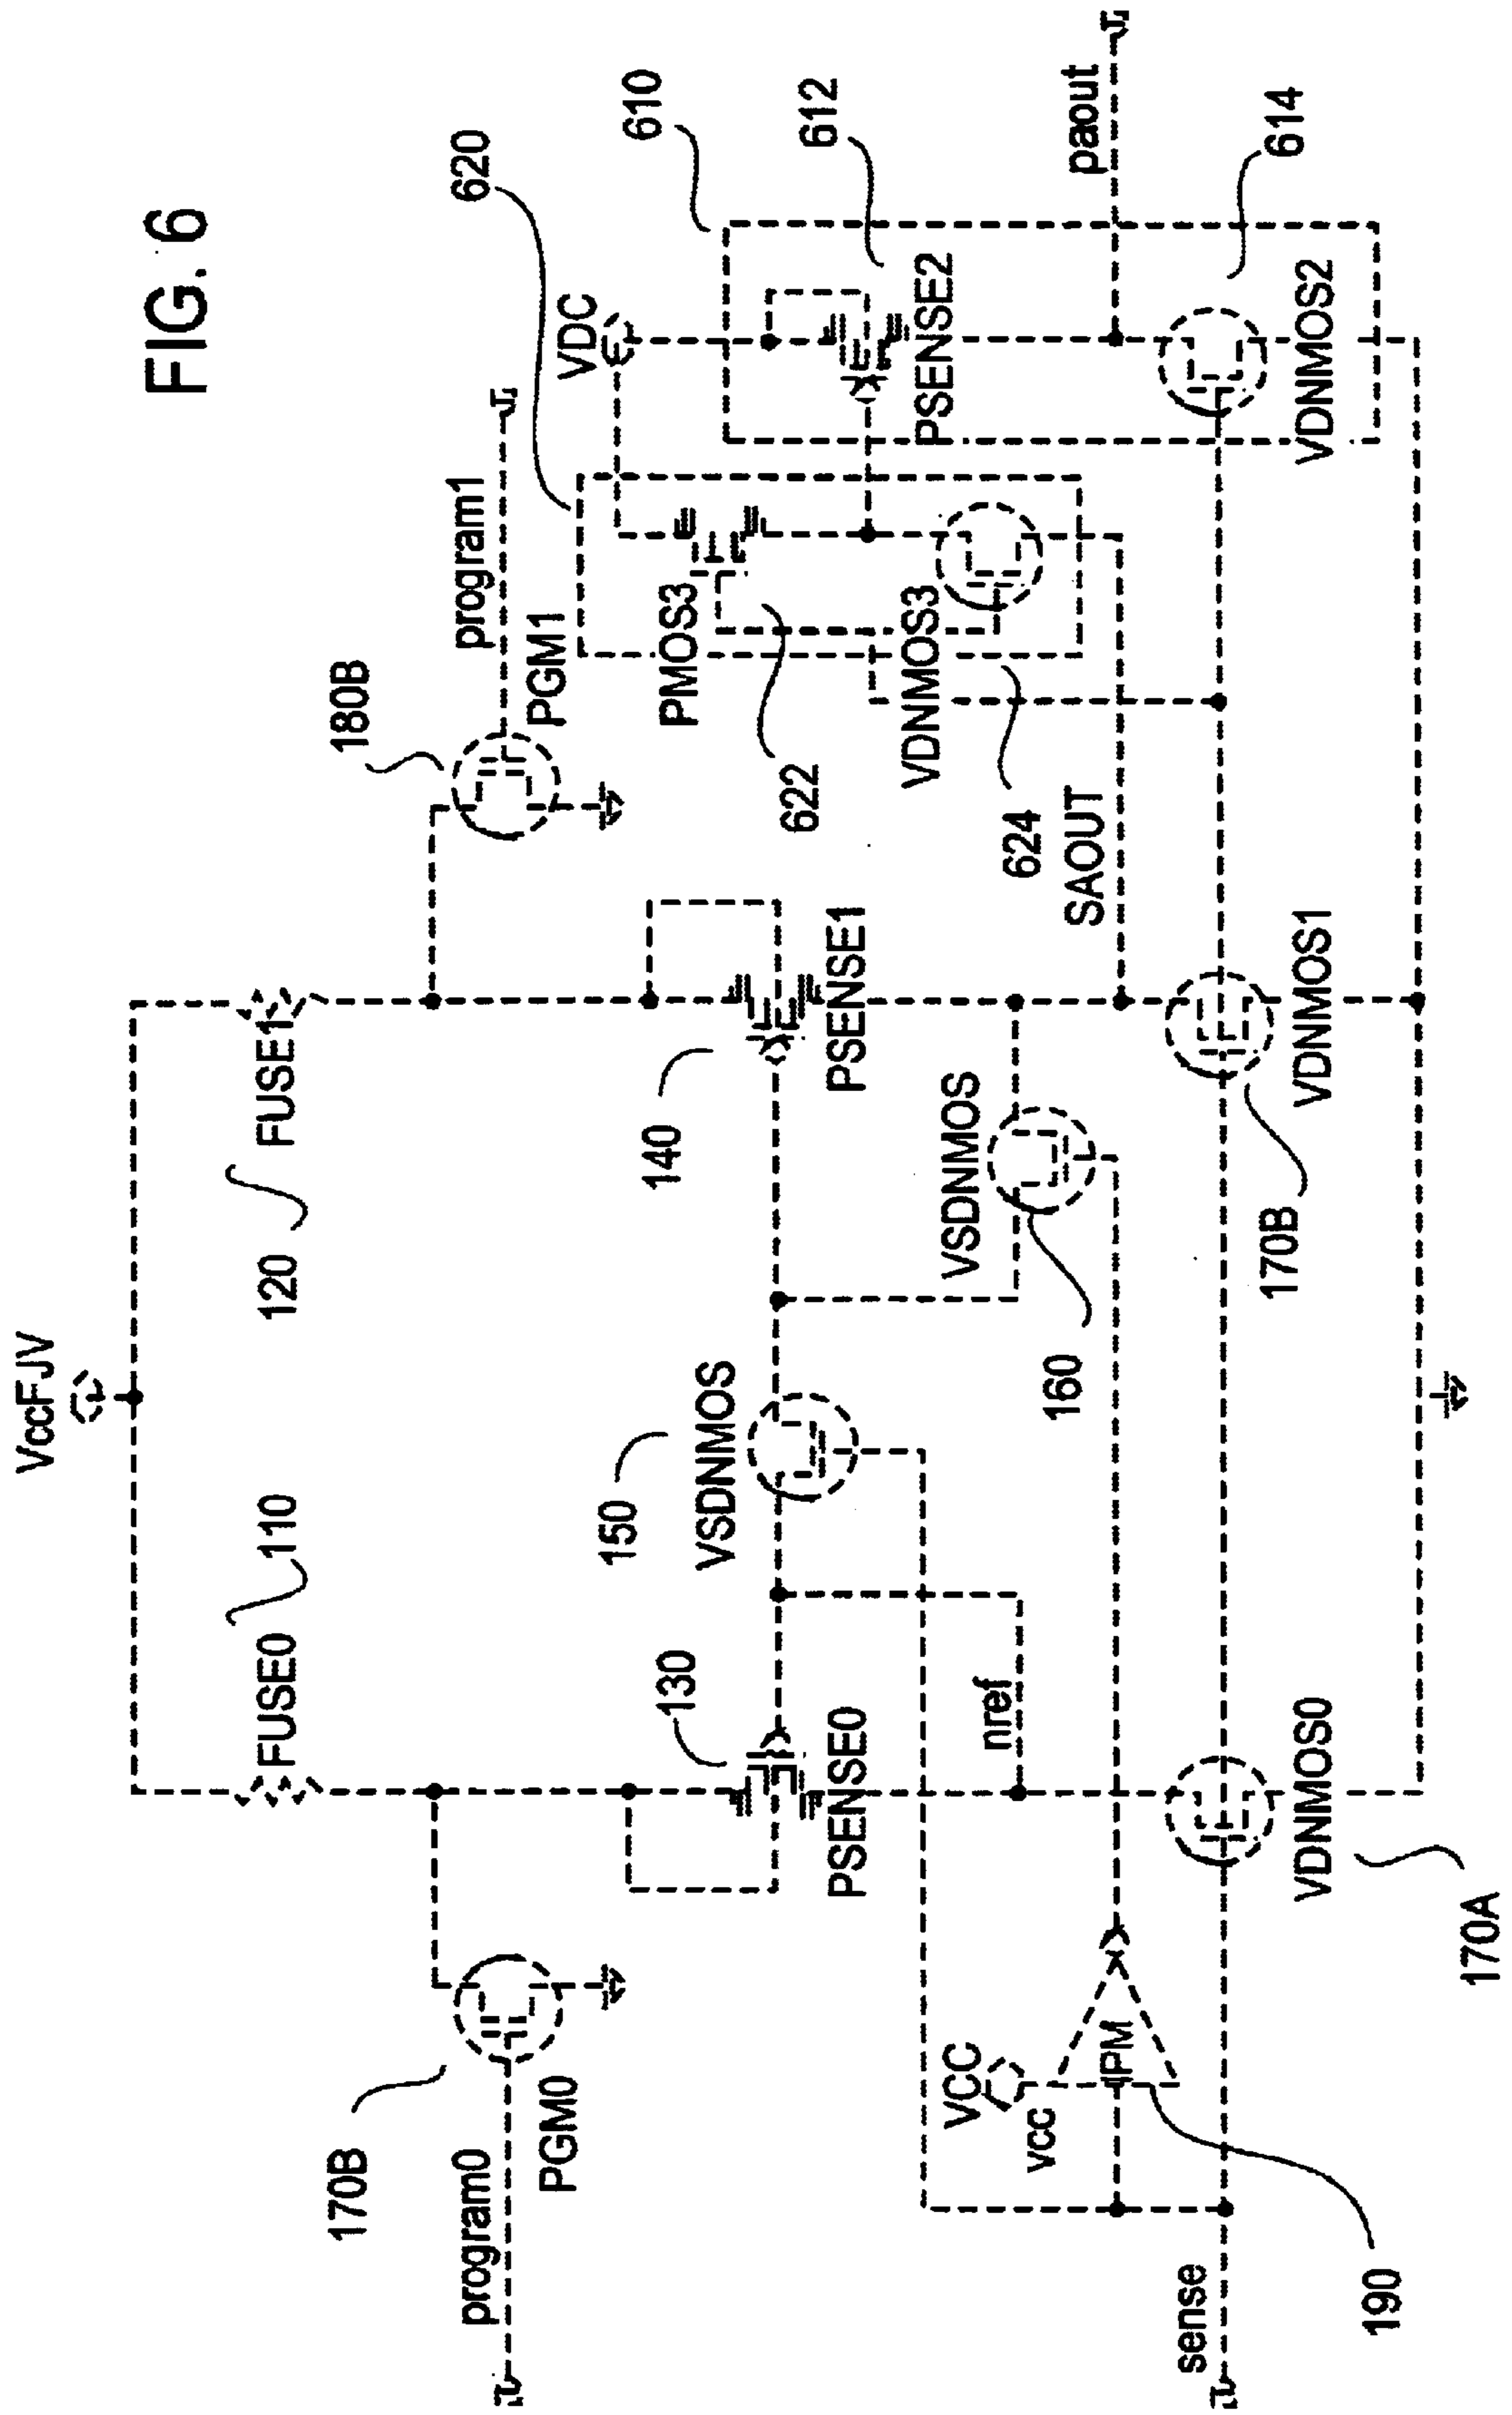 FIG. 6
VccFJV
FUSE0
110
FUSE1
120
170B
program0
PGM0
180B
program1
PGM1
130
PSENSE0
nref
150
VSDNMOS
140
PSENSE1
VSDNMOS
160
VCC
vcc
IPM
190
sense
VDNMOS0
170A
VDNMOS1
170B
SAOUT
620
VDC
PMOS3
622
VDNMOS3
624
610
612
PSENSE2
paout
614
VDNMOS2